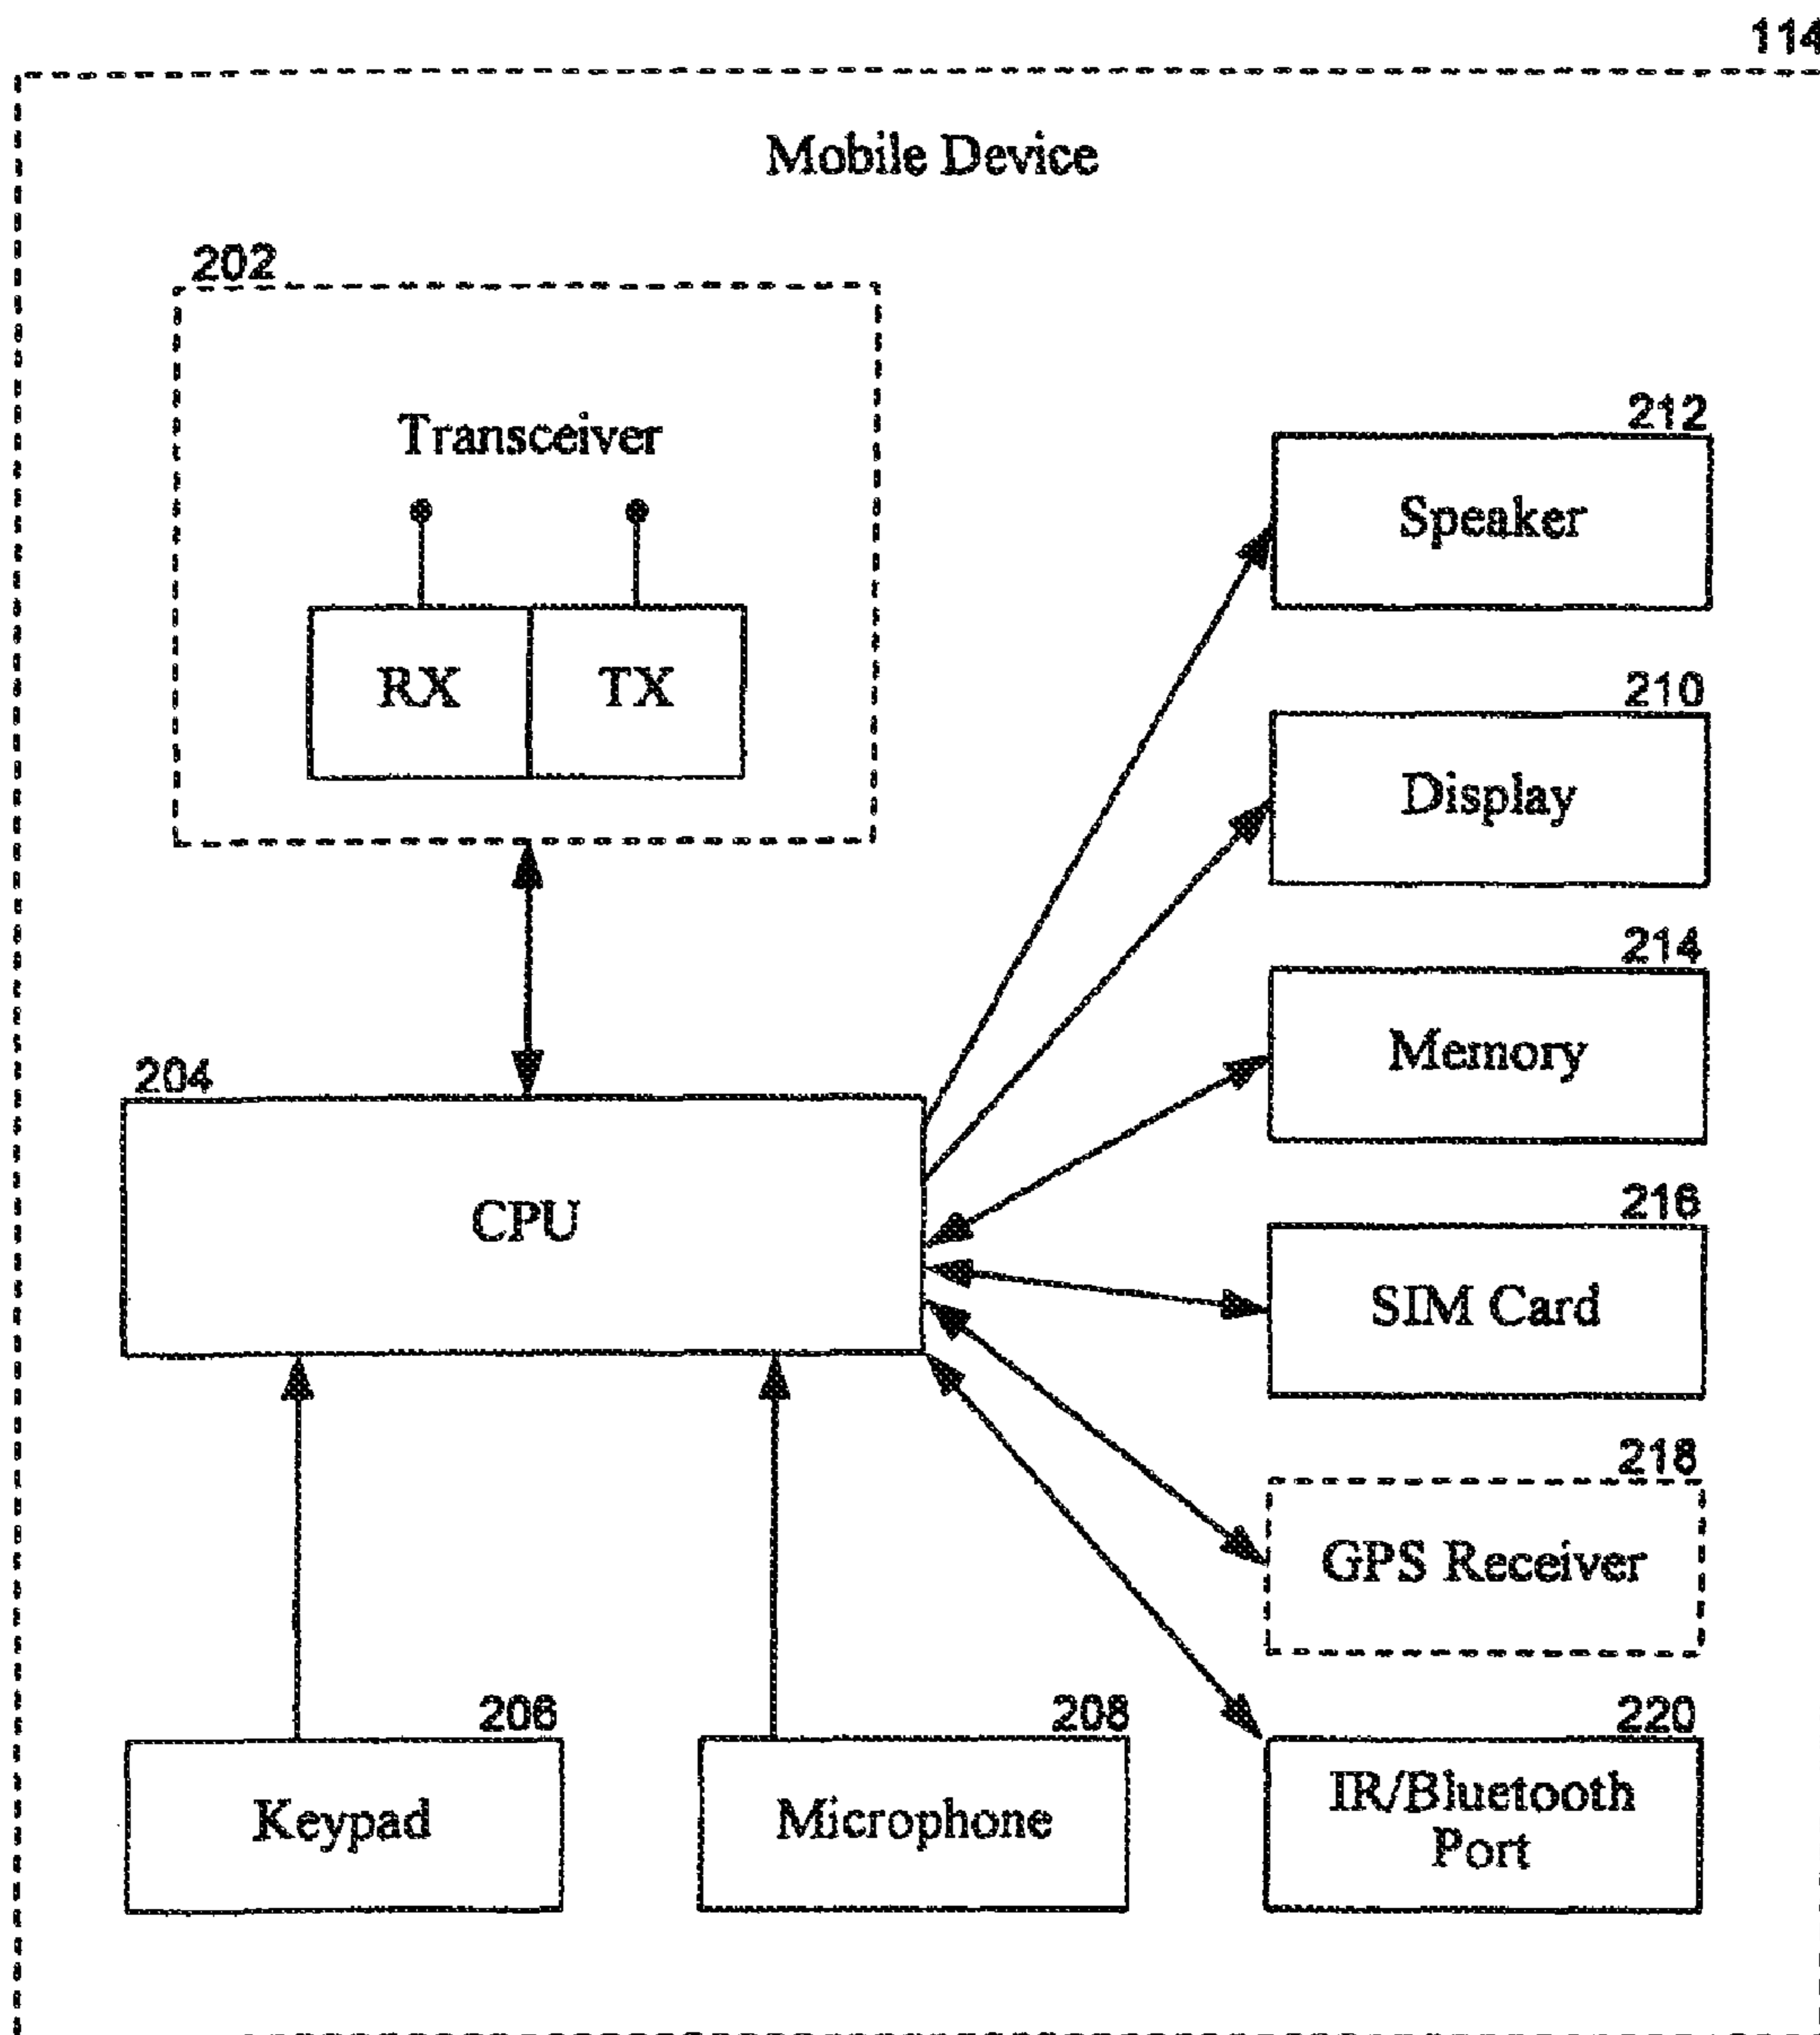 114
Mobile Device
202
Transceiver
RX TX
212
Speaker
210
Display
214
Memory
204
CPU
216
SIM Card
218
GPS Receiver
206
Keypad
208
Microphone
220
IR/Bluetooth
Port